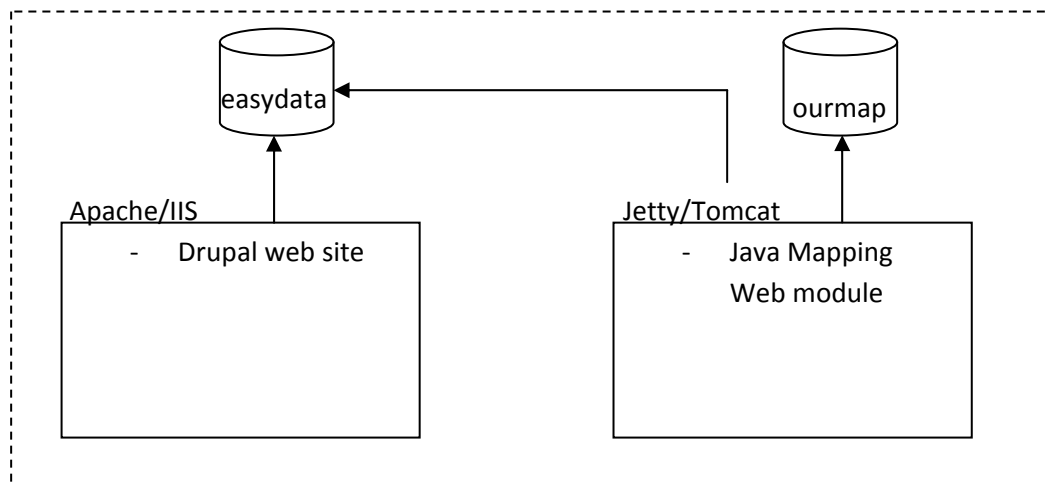 easydata
ourmap
Apache/IIS
- Drupal web site
Jetty/Tomcat
- Java Mapping
Web module